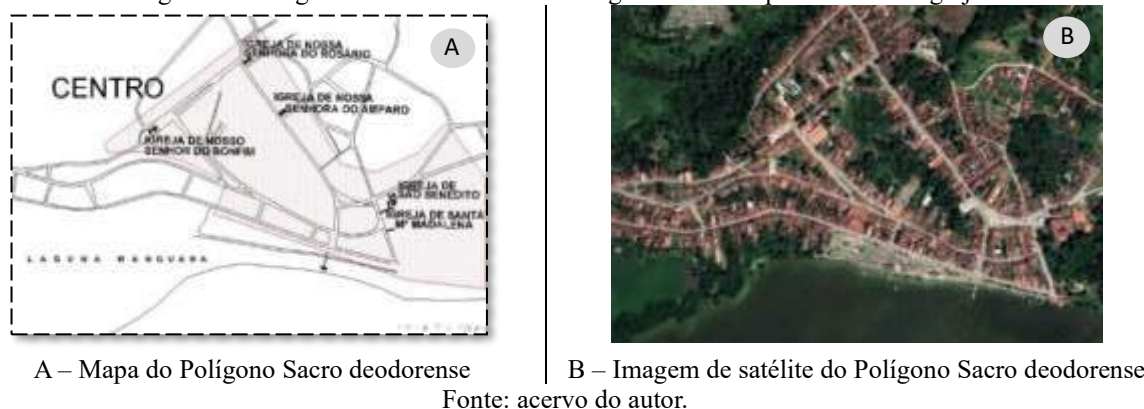 A
B
IGREJA DE NOSSA
SENHORA DO ROSÁRIO
CENTRO
IGREJA DE NOSSA
SENHORA DO AMPARO
IGREJA DE NOSSO
SENHOR DO BONFIM
IGREJA DE
SÃO BENEDITO
IGREJA DE SANTA
Mª MADALENA
LAGUNA MANGUABA
A – Mapa do Polígono Sacro deodorense
B – Imagem de satélite do Polígono Sacro deodorense
Fonte: acervo do autor.